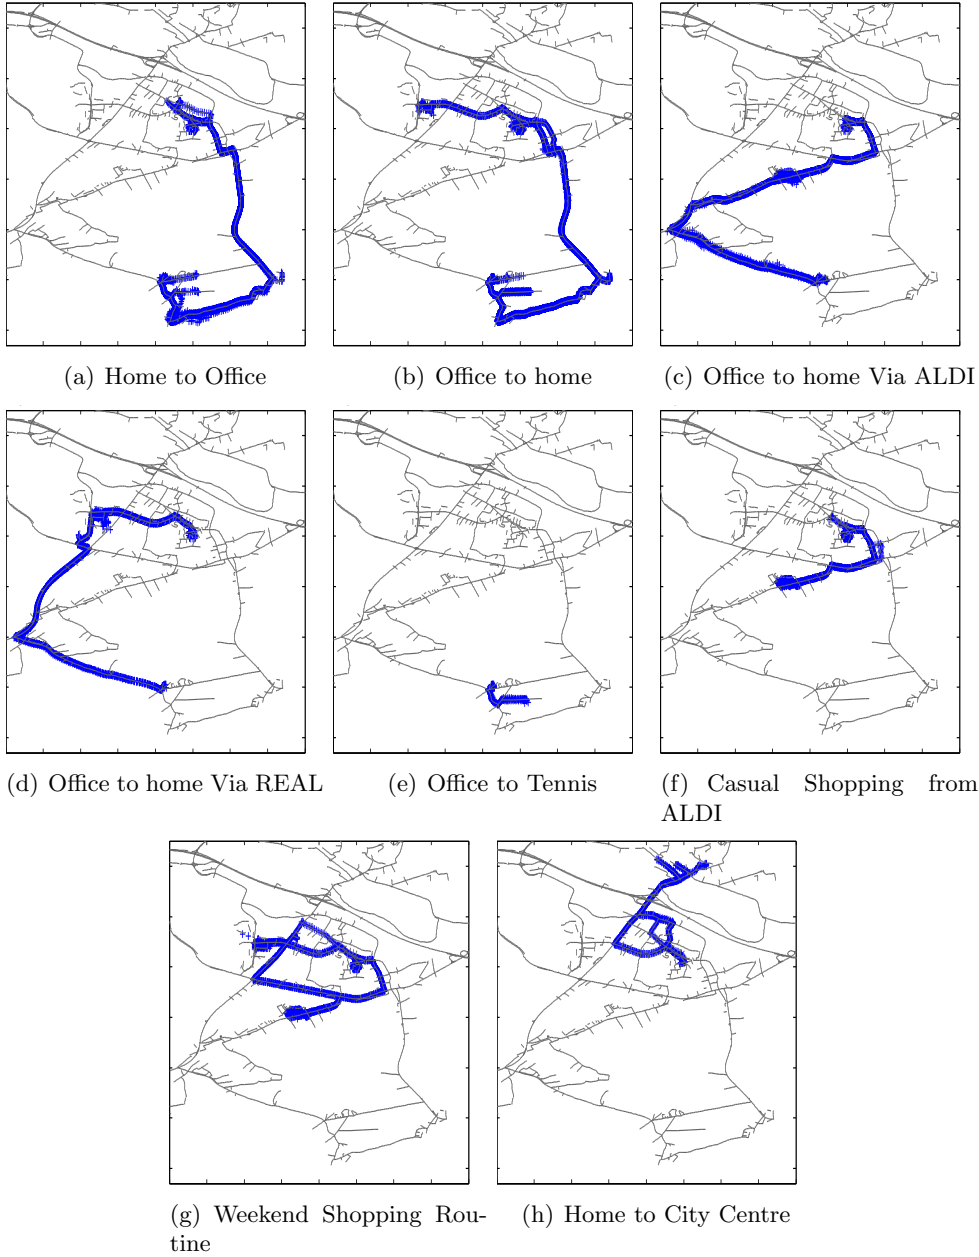 (a) Home to Office
(b) Office to home
(c) Office to home Via ALDI
(d) Office to home Via REAL
(e) Office to Tennis
(f) Casual Shopping from
ALDI
(g) Weekend Shopping Rou-
tine
(h) Home to City Centre